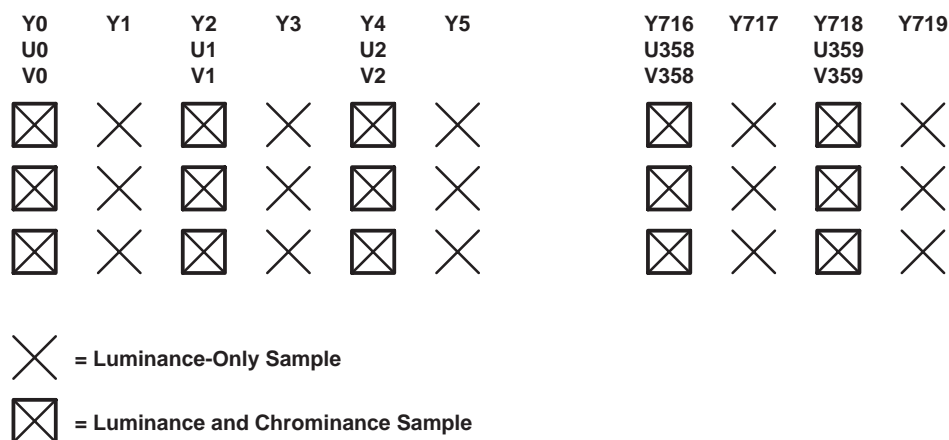 Y0 Y1 Y2 Y3 Y4 Y5 Y716 Y717 Y718 Y719
U0 U1 U2 U358 U359
V0 V1 V2 V358 V359
= Luminance-Only Sample
= Luminance and Chrominance Sample